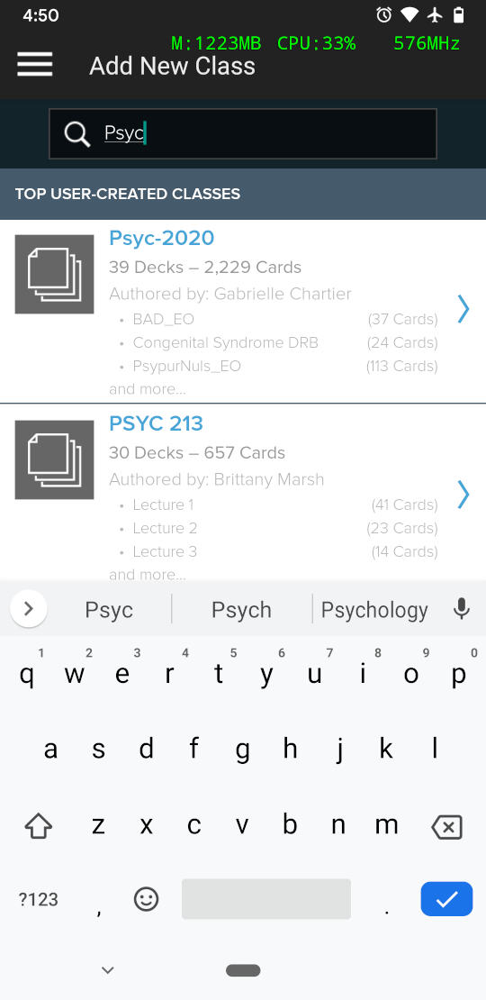 4:50
M:1223MB CPU:33% 576MHz
Add New Class
Psyc
TOP USER-CREATED CLASSES
Psyc-2020
39 Decks – 2,229 Cards
Authored by: Gabrielle Chartier
• BAD_EO (37 Cards)
• Congenital Syndrome DRB (24 Cards)
• PsypurNuls_EO (113 Cards)
and more...
PSYC 213
30 Decks – 657 Cards
Authored by: Brittany Marsh
• Lecture 1 (41 Cards)
• Lecture 2 (23 Cards)
• Lecture 3 (14 Cards)
and more...
Psyc Psych Psychology
1 2 3 4 5 6 7 8 9 0
q w e r t y u i o p
a s d f g h j k l
z x c v b n m
?123 , .